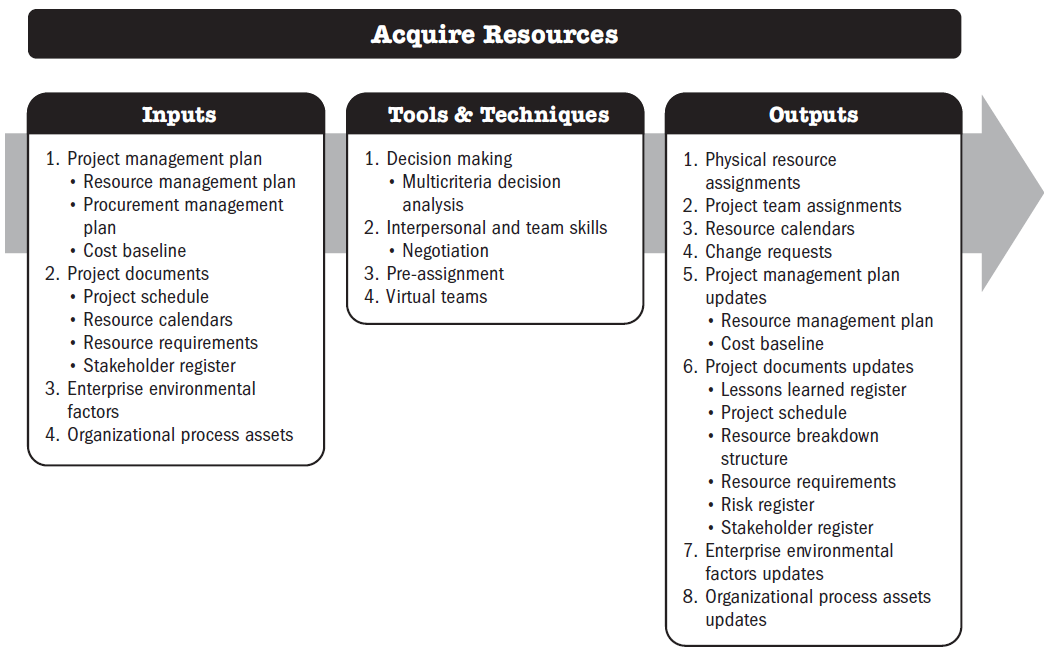 Acquire Resources
Inputs
1. Project management plan
• Resource management plan
• Procurement management
plan
• Cost baseline
2. Project documents
• Project schedule
• Resource calendars
• Resource requirements
• Stakeholder register
3. Enterprise environmental
factors
4. Organizational process assets
Tools & Techniques
1. Decision making
• Multicriteria decision
analysis
2. Interpersonal and team skills
• Negotiation
3. Pre-assignment
4. Virtual teams
Outputs
1. Physical resource
assignments
2. Project team assignments
3. Resource calendars
4. Change requests
5. Project management plan
updates
• Resource management plan
• Cost baseline
6. Project documents updates
• Lessons learned register
• Project schedule
• Resource breakdown
structure
• Resource requirements
• Risk register
• Stakeholder register
7. Enterprise environmental
factors updates
8. Organizational process assets
updates